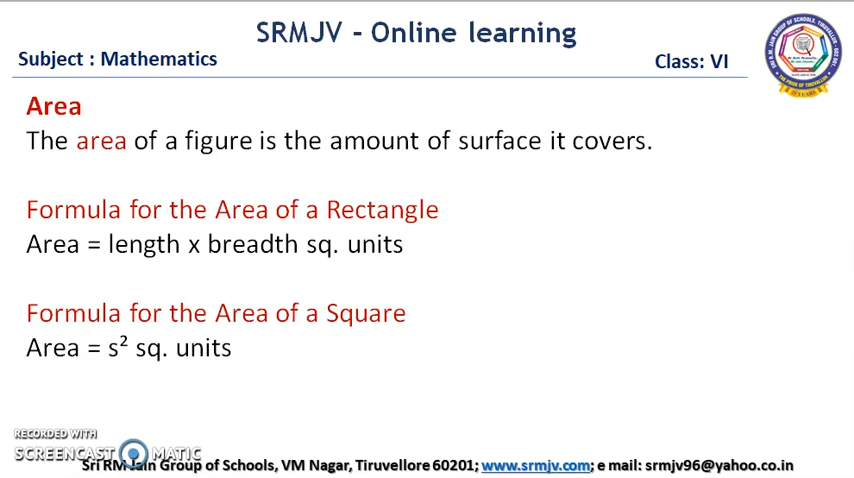 SRMJV - Online learning
Subject : Mathematics
Class: VI
Area
The area of a figure is the amount of surface it covers.
Formula for the Area of a Rectangle
Area = length x breadth sq. units
Formula for the Area of a Square
Area = s² sq. units
RECORDED WITH
SCREENCAST MATIC
Sri RM Jain Group of Schools, VM Nagar, Tiruvellore 60201; www.srmjv.com; e mail: srmjv96@yahoo.co.in